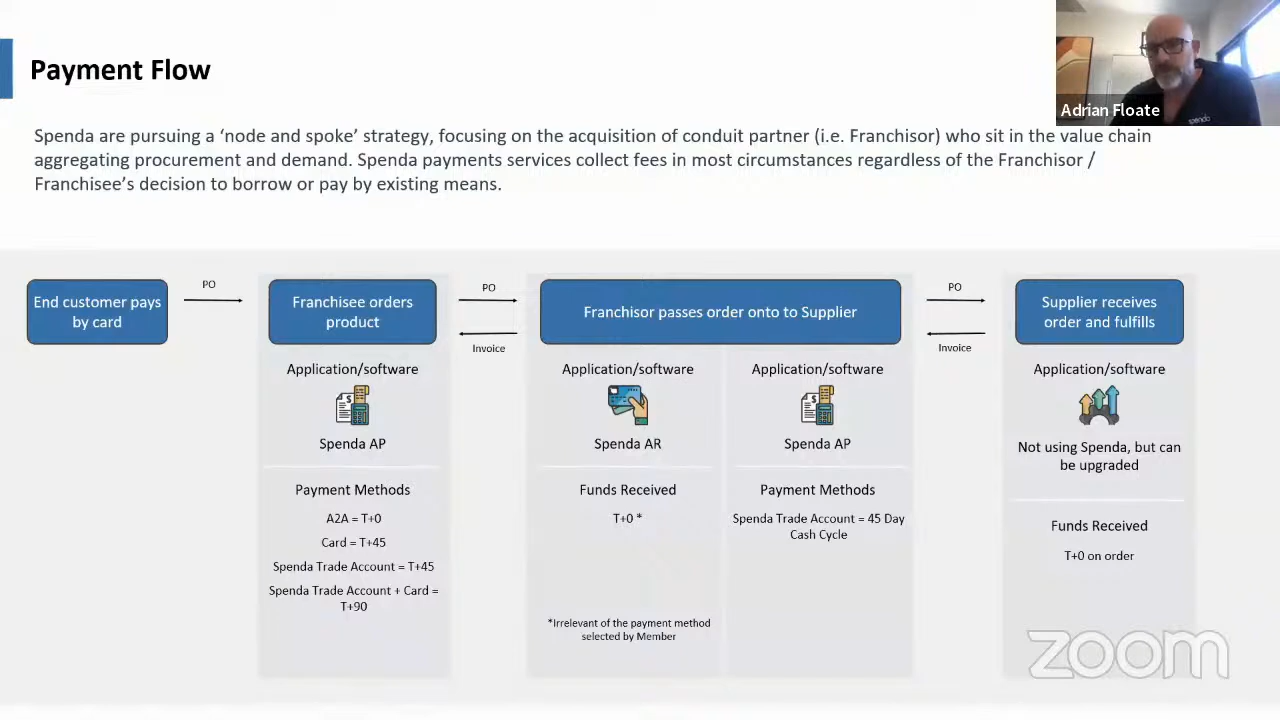 Payment Flow
Adrian Floate
spenda
Spenda are pursuing a ‘node and spoke’ strategy, focusing on the acquisition of conduit partner (i.e. Franchisor) who sit in the value chain
aggregating procurement and demand. Spenda payments services collect fees in most circumstances regardless of the Franchisor /
Franchisee’s decision to borrow or pay by existing means.
End customer pays
by card
PO
Franchisee orders
product
PO
Invoice
Franchisor passes order onto to Supplier
PO
Invoice
Supplier receives
order and fulfills
Application/software
Spenda AP
Payment Methods
A2A = T+0
Card = T+45
Spenda Trade Account = T+45
Spenda Trade Account + Card =
T+90
Application/software
Spenda AR
Funds Received
T+0 *
*Irrelevant of the payment method
selected by Member
Application/software
Spenda AP
Payment Methods
Spenda Trade Account = 45 Day
Cash Cycle
Application/software
Not using Spenda, but can
be upgraded
Funds Received
T+0 on order
zoom